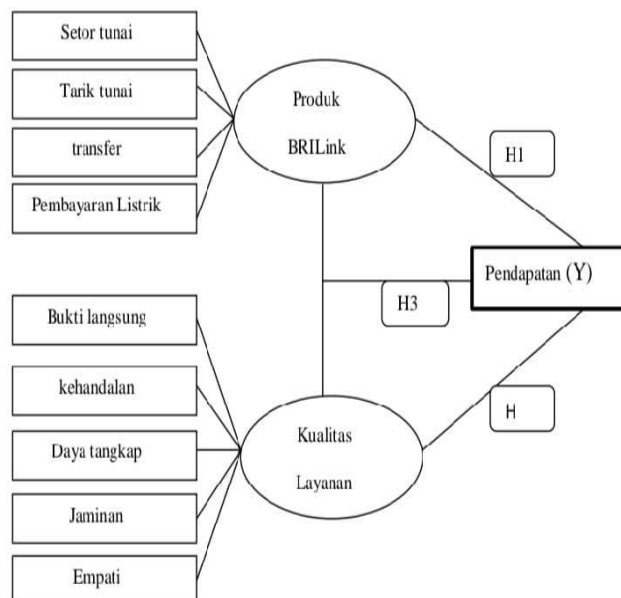 Setor tunai
Tarik tunai
transfer
Pembayaran Listrik
Produk
BRILink
H1
Pendapatan (Y)
H3
Bukti langsung
kehandalan
Daya tangkap
Jaminan
Empati
Kualitas
Layanan
H